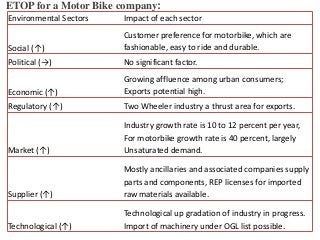 ETOP for a Motor Bike company:
Environmental Sectors Impact of each sector
Customer preference for motorbike, which are
Social (↑) fashionable, easy to ride and durable.
Political (→) No significant factor.
Growing affluence among urban consumers;
Economic (↑) Exports potential high.
Regulatory (↑) Two Wheeler industry a thrust area for exports.
Industry growth rate is 10 to 12 percent per year,
For motorbike growth rate is 40 percent, largely
Market (↑) Unsaturated demand.
Mostly ancillaries and associated companies supply
parts and components, REP licenses for imported
Supplier (↑) raw materials available.
Technological up gradation of industry in progress.
Technological (↑) Import of machinery under OGL list possible.